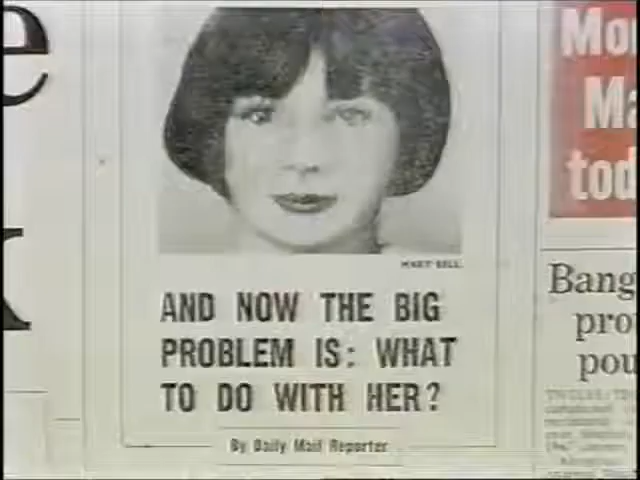 e
Mo
Ma
tod
MARY BELL
AND NOW THE BIG
PROBLEM IS: WHAT
TO DO WITH HER?
By Daily Mail Reporter
Bang
pro
pou